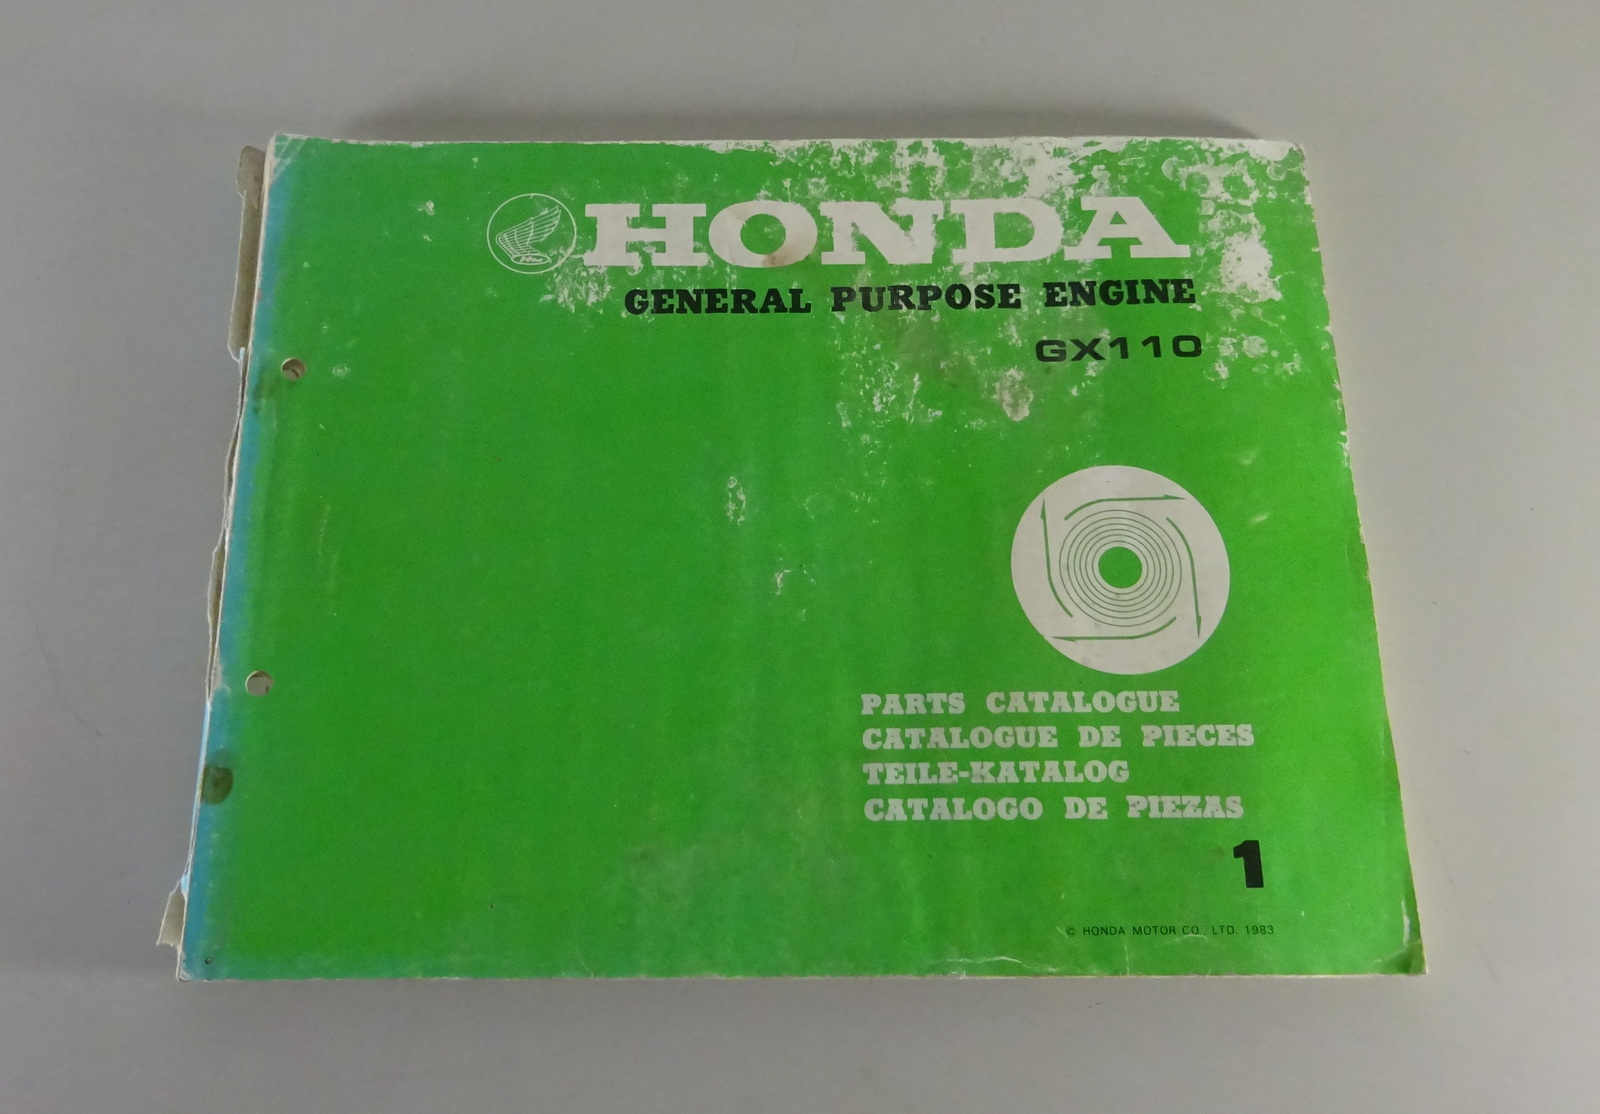 HONDA
GENERAL PURPOSE ENGINE
GX110
PARTS CATALOGUE
CATALOGUE DE PIECES
TEILE-KATALOG
CATALOGO DE PIEZAS
1
© HONDA MOTOR CO., LTD. 1983